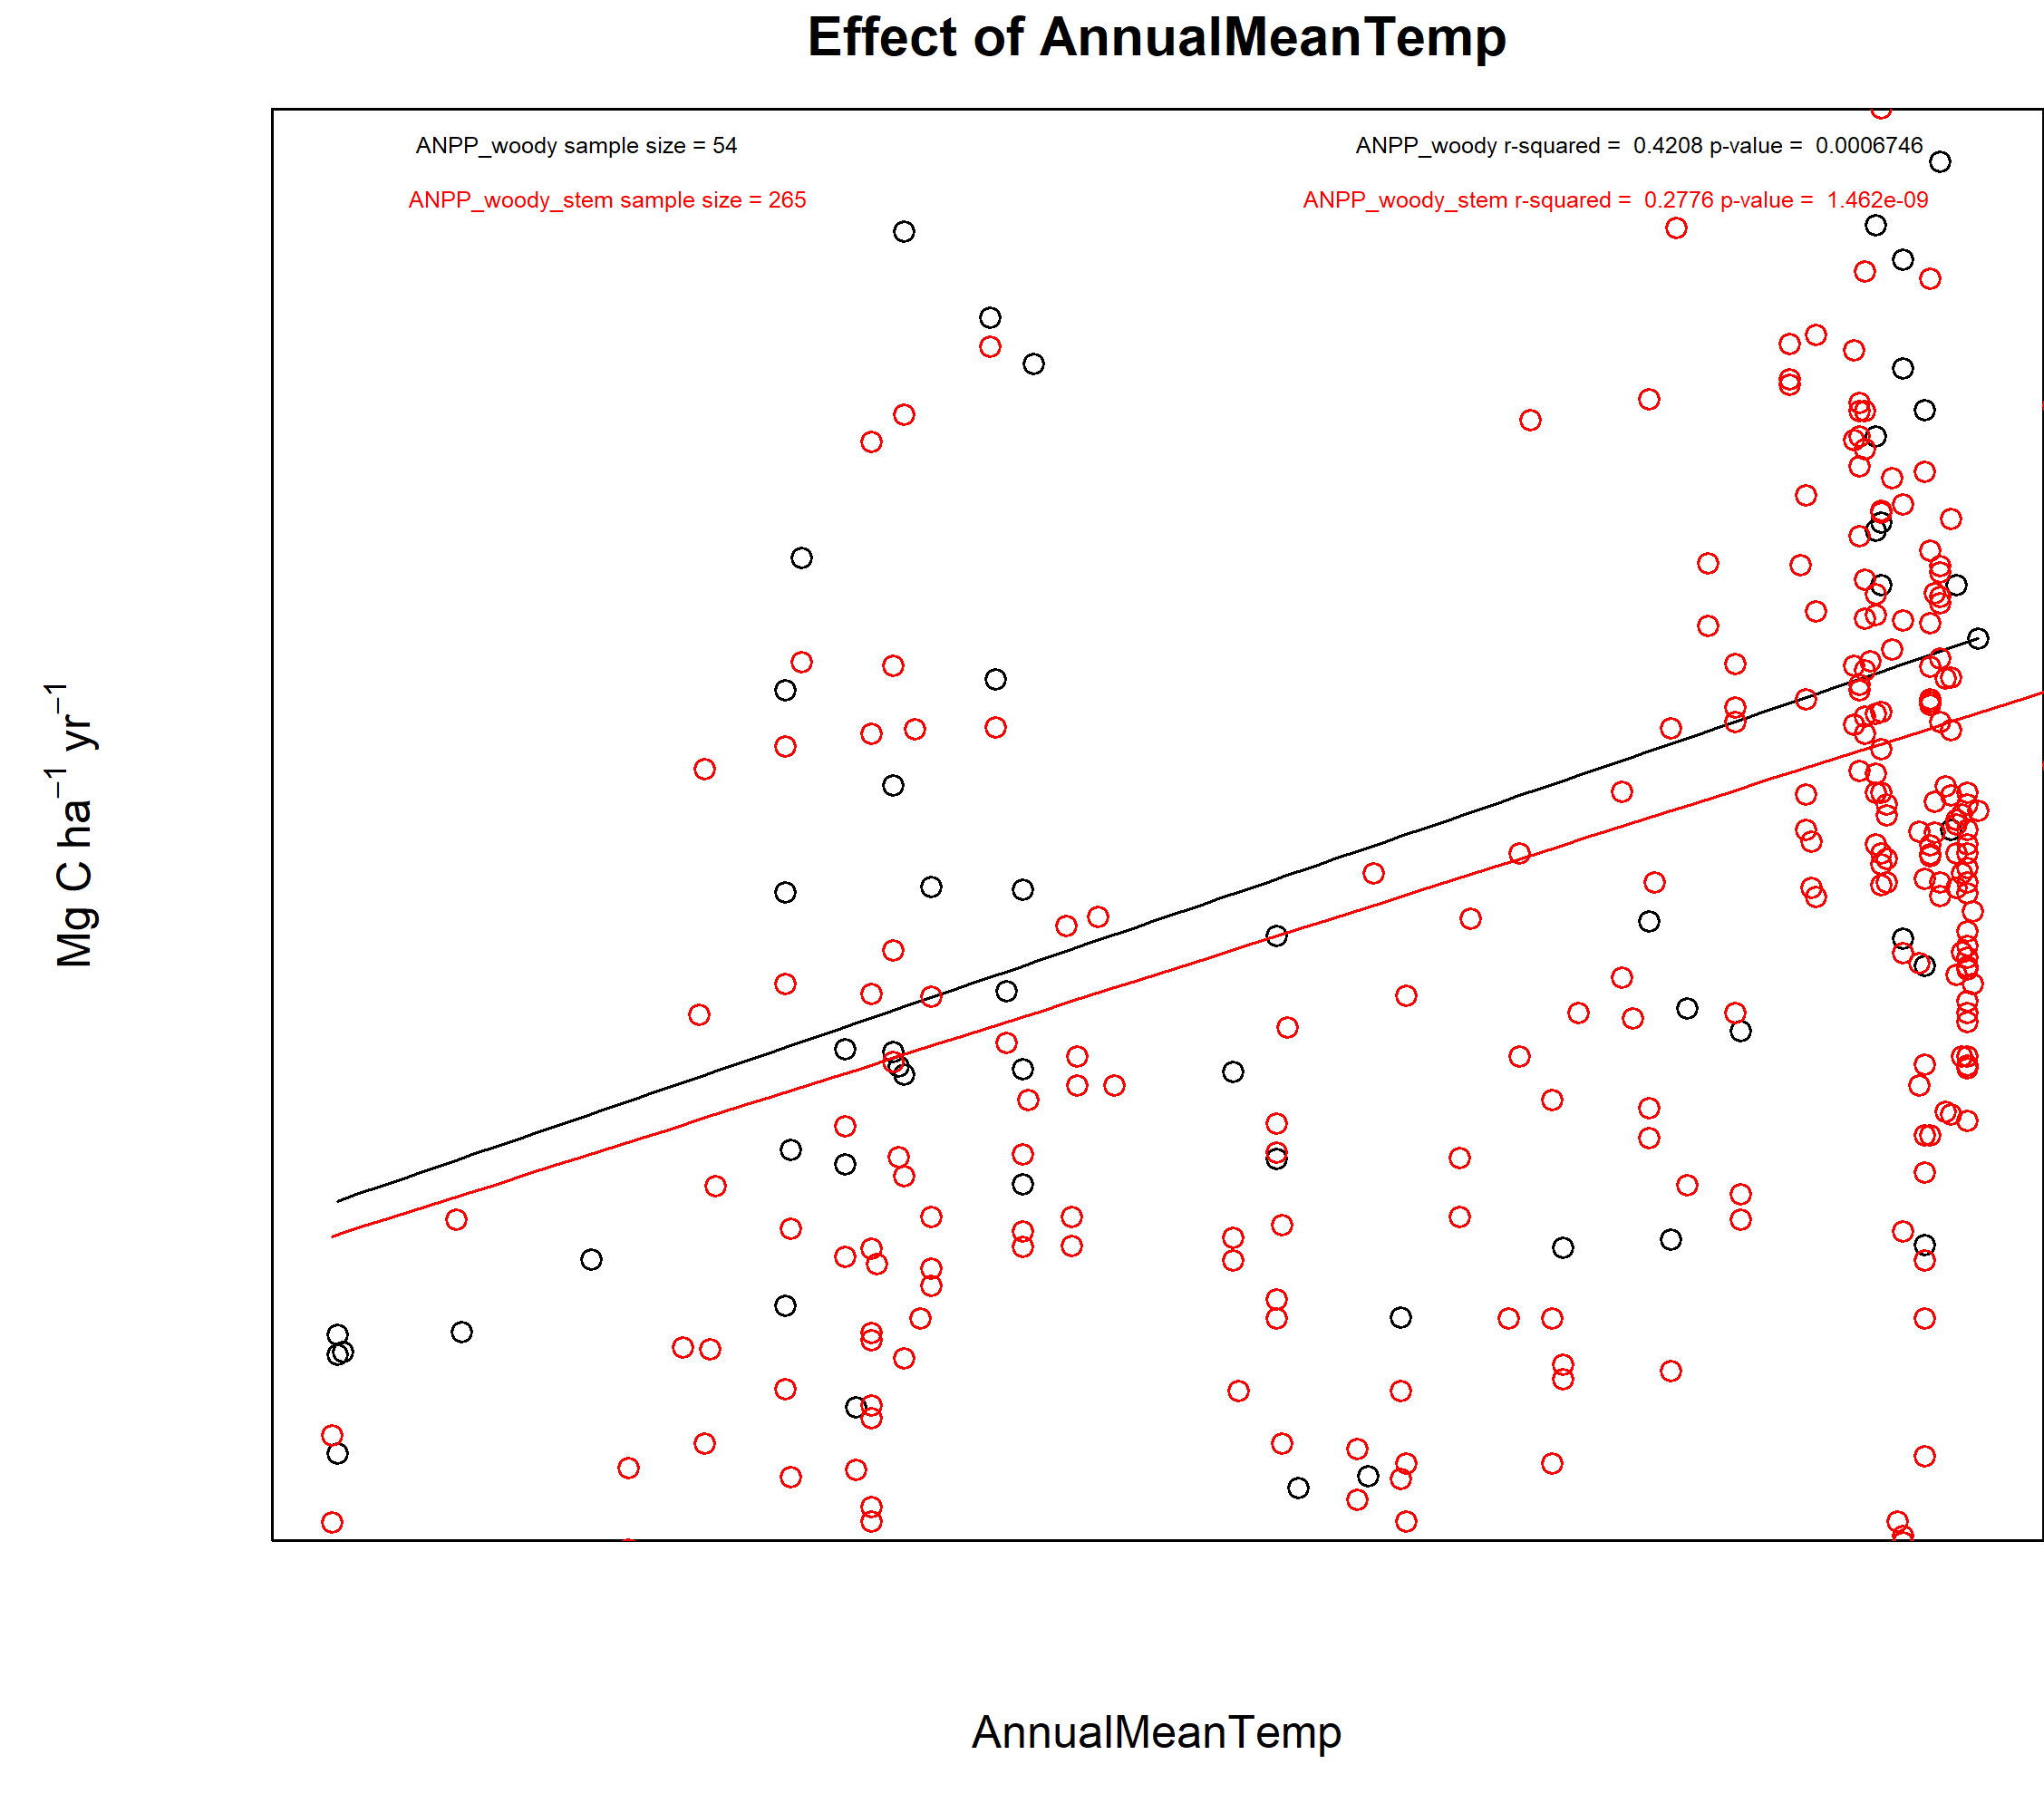 Effect of AnnualMeanTemp
ANPP_woody sample size = 54
ANPP_woody r-squared = 0.4208 p-value = 0.0006746
ANPP_woody_stem sample size = 265
ANPP_woody_stem r-squared = 0.2776 p-value = 1.462e-09
Mg C ha⁻¹ yr⁻¹
AnnualMeanTemp